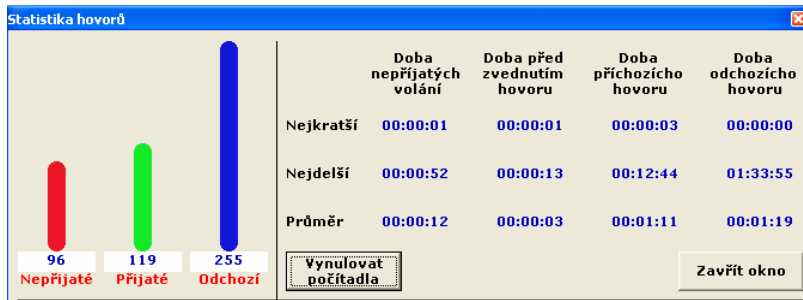 Statistika hovorů
Doba nepříjatých volání
Doba před zvednutím hovoru
Doba příchozícho hovoru
Doba odchozícho hovoru
Nejkratší 00:00:01 00:00:01 00:00:03 00:00:00
Nejdelší 00:00:52 00:00:13 00:12:44 01:33:55
Průměr 00:00:12 00:00:03 00:01:11 00:01:19
96 119 255
Nepřijaté Přijaté Odchozí
Vynulovat
počítadla
Zavřít okno